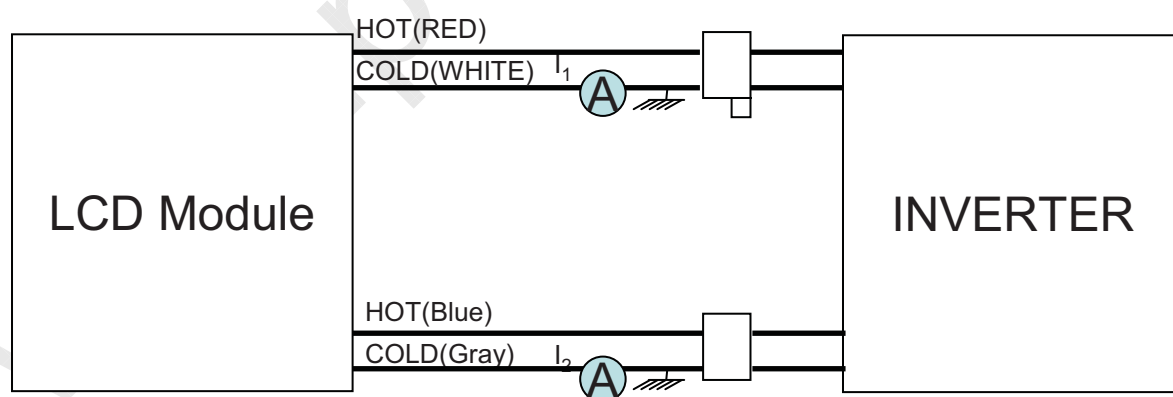 HOT(RED)
COLD(WHITE) I₁
A
LCD Module
INVERTER
HOT(Blue)
COLD(Gray) I₂
A